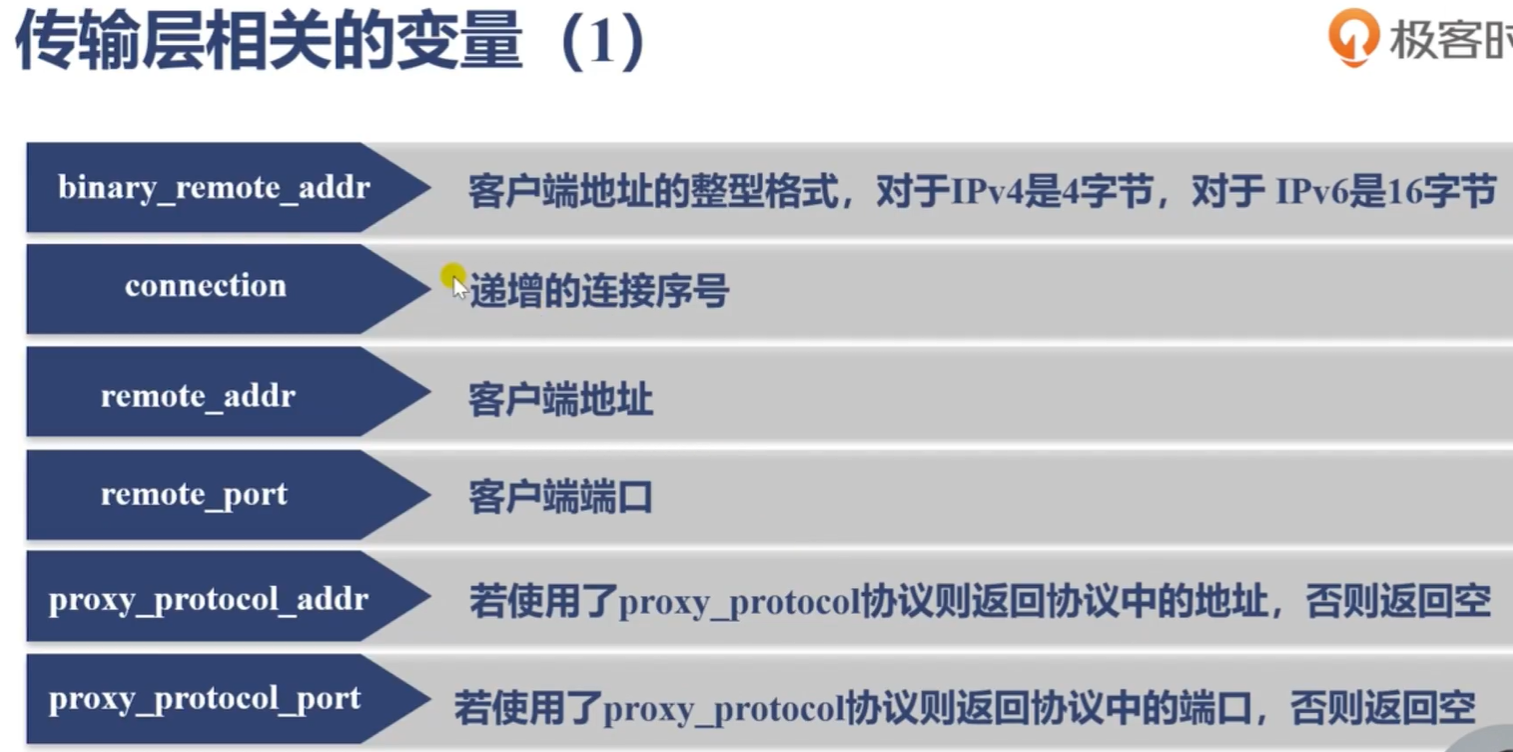 传输层相关的变量（1）
极客时
binary_remote_addr
客户端地址的整型格式，对于IPv4是4字节，对于 IPv6是16字节
connection
递增的连接序号
remote_addr
客户端地址
remote_port
客户端端口
proxy_protocol_addr
若使用了proxy_protocol协议则返回协议中的地址，否则返回空
proxy_protocol_port
若使用了proxy_protocol协议则返回协议中的端口，否则返回空